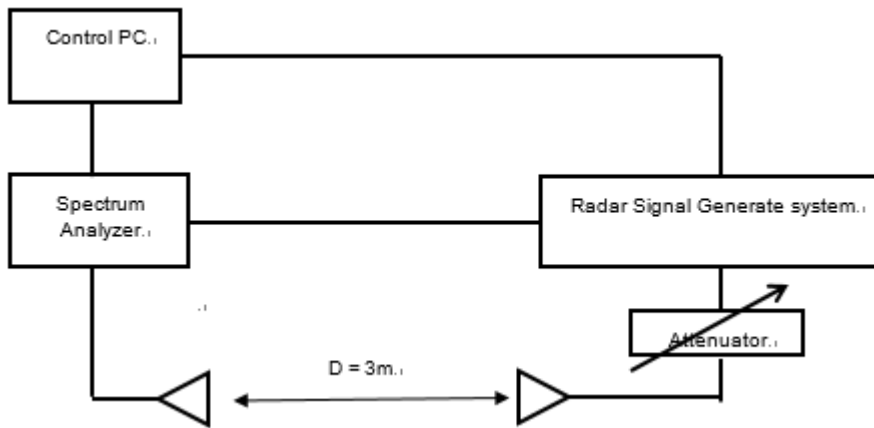 Control PC.
Spectrum
Analyzer.
Radar Signal Generate system.
Attenuator.
D = 3m.